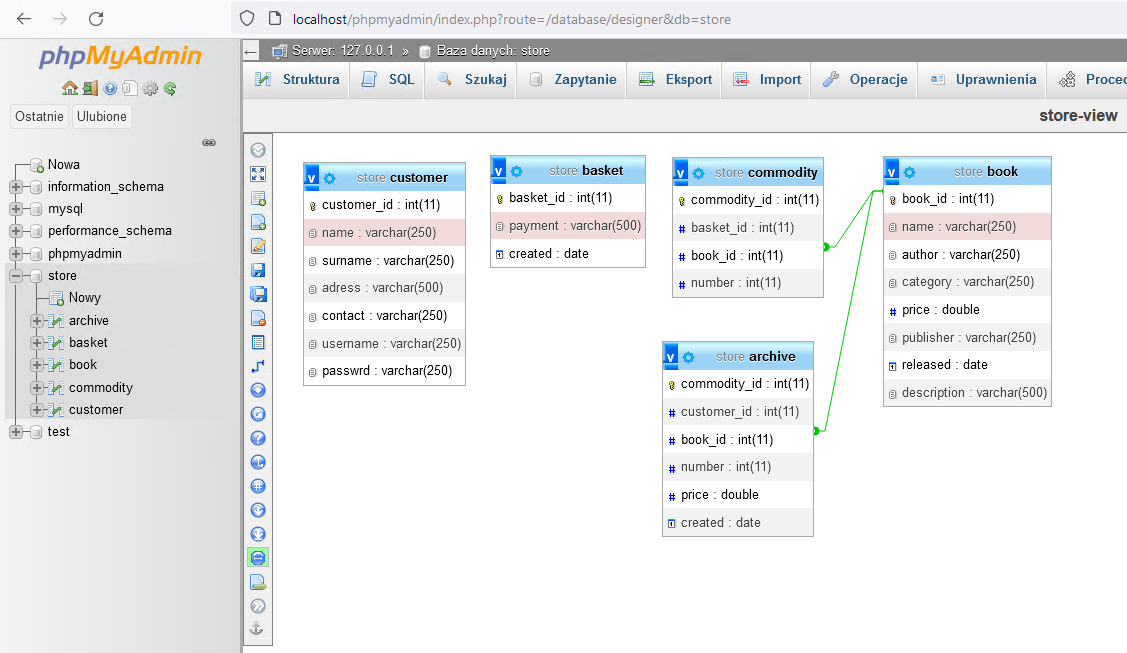 localhost/phpmyadmin/index.php?route=/database/designer&db=store
phpMyAdmin
Ostatnie
Ulubione
Nowa
information_schema
mysql
performance_schema
phpmyadmin
store
Nowy
archive
basket
book
commodity
customer
test
Serwer: 127.0.0.1 » Baza danych: store
Struktura
SQL
Szukaj
Zapytanie
Eksport
Import
Operacje
Uprawnienia
Proced
store-view
v store customer
customer_id : int(11)
name : varchar(250)
surname : varchar(250)
adress : varchar(500)
contact : varchar(250)
username : varchar(250)
passwrd : varchar(250)
v store basket
basket_id : int(11)
payment : varchar(500)
created : date
v store commodity
commodity_id : int(11)
# basket_id : int(11)
# book_id : int(11)
# number : int(11)
v store book
book_id : int(11)
name : varchar(250)
author : varchar(250)
category : varchar(250)
# price : double
publisher : varchar(250)
released : date
description : varchar(500)
v store archive
commodity_id : int(11)
# customer_id : int(11)
# book_id : int(11)
# number : int(11)
# price : double
created : date